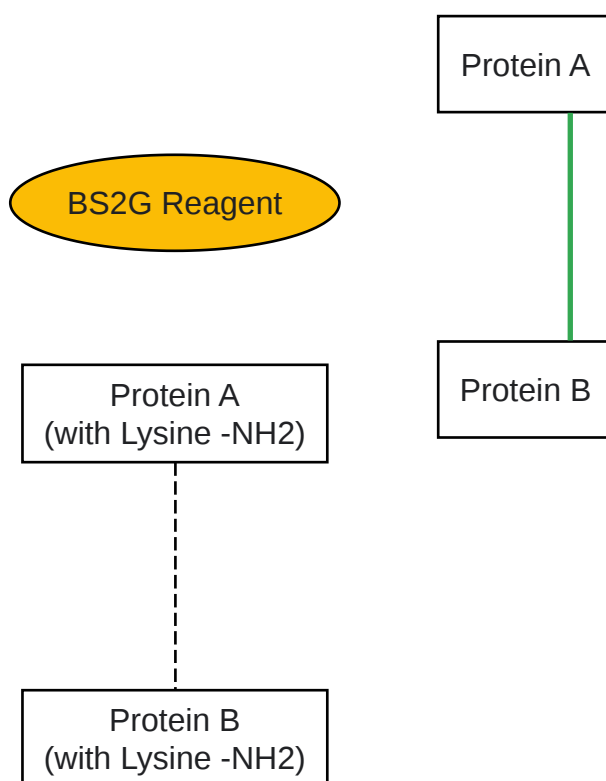 Protein A
BS2G Reagent
Protein A
(with Lysine -NH2)
Protein B
Protein B
(with Lysine -NH2)